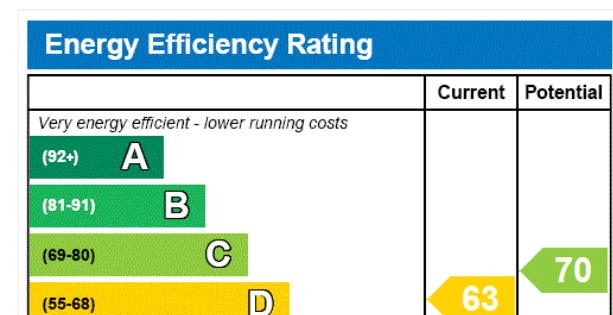 Energy Efficiency Rating
Current Potential
Very energy efficient - lower running costs
(92+) A
(81-91) B
(69-80) C
70
(55-68) D
63